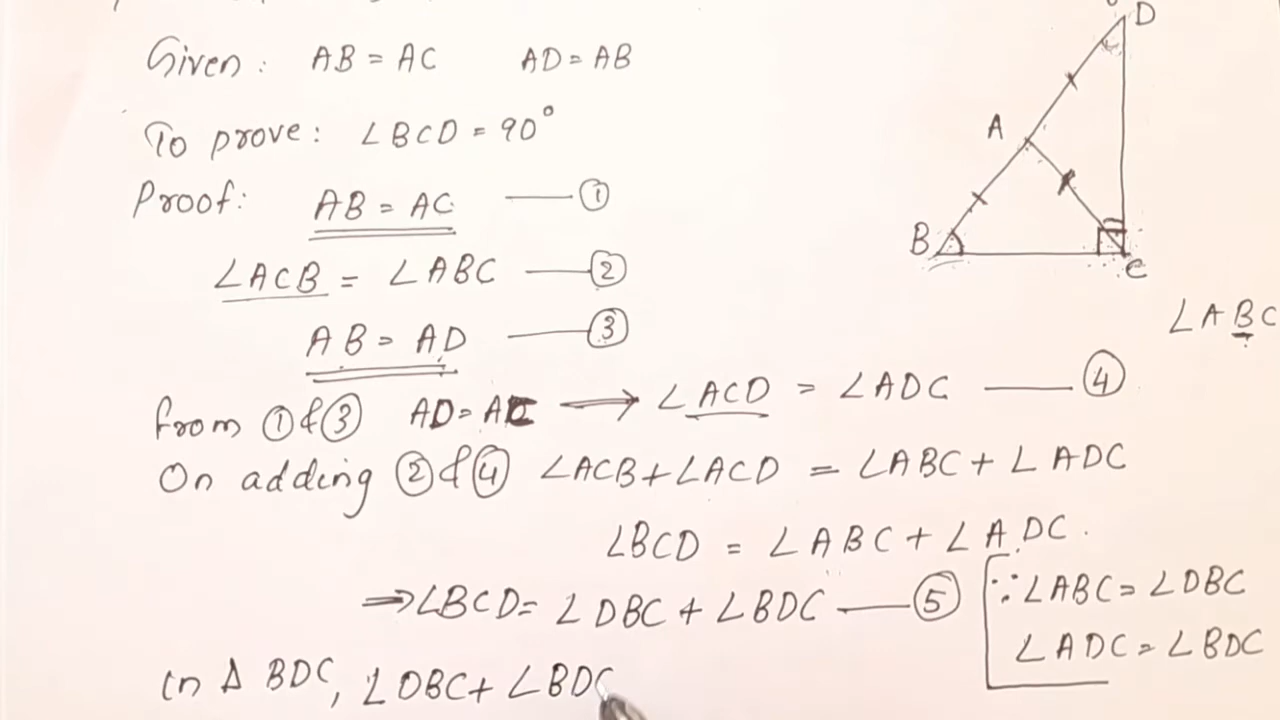 Given: AB = AC AD = AB
To prove: ∠BCD = 90°
Proof: AB = AC —— ①
∠ACB = ∠ABC —— ②
AB = AD —— ③
from ① & ③ AD = AC ⟶ ∠ACD = ∠ADC —— ④
On adding ② & ④ ∠ACB + ∠ACD = ∠ABC + ∠ADC
∠BCD = ∠ABC + ∠ADC.
⇒ ∠BCD = ∠DBC + ∠BDC —— ⑤
∵ ∠ABC = ∠DBC
∠ADC = ∠BDC
In Δ BDC, ∠DBC + ∠BDC
D
A
B
C
∠ABC